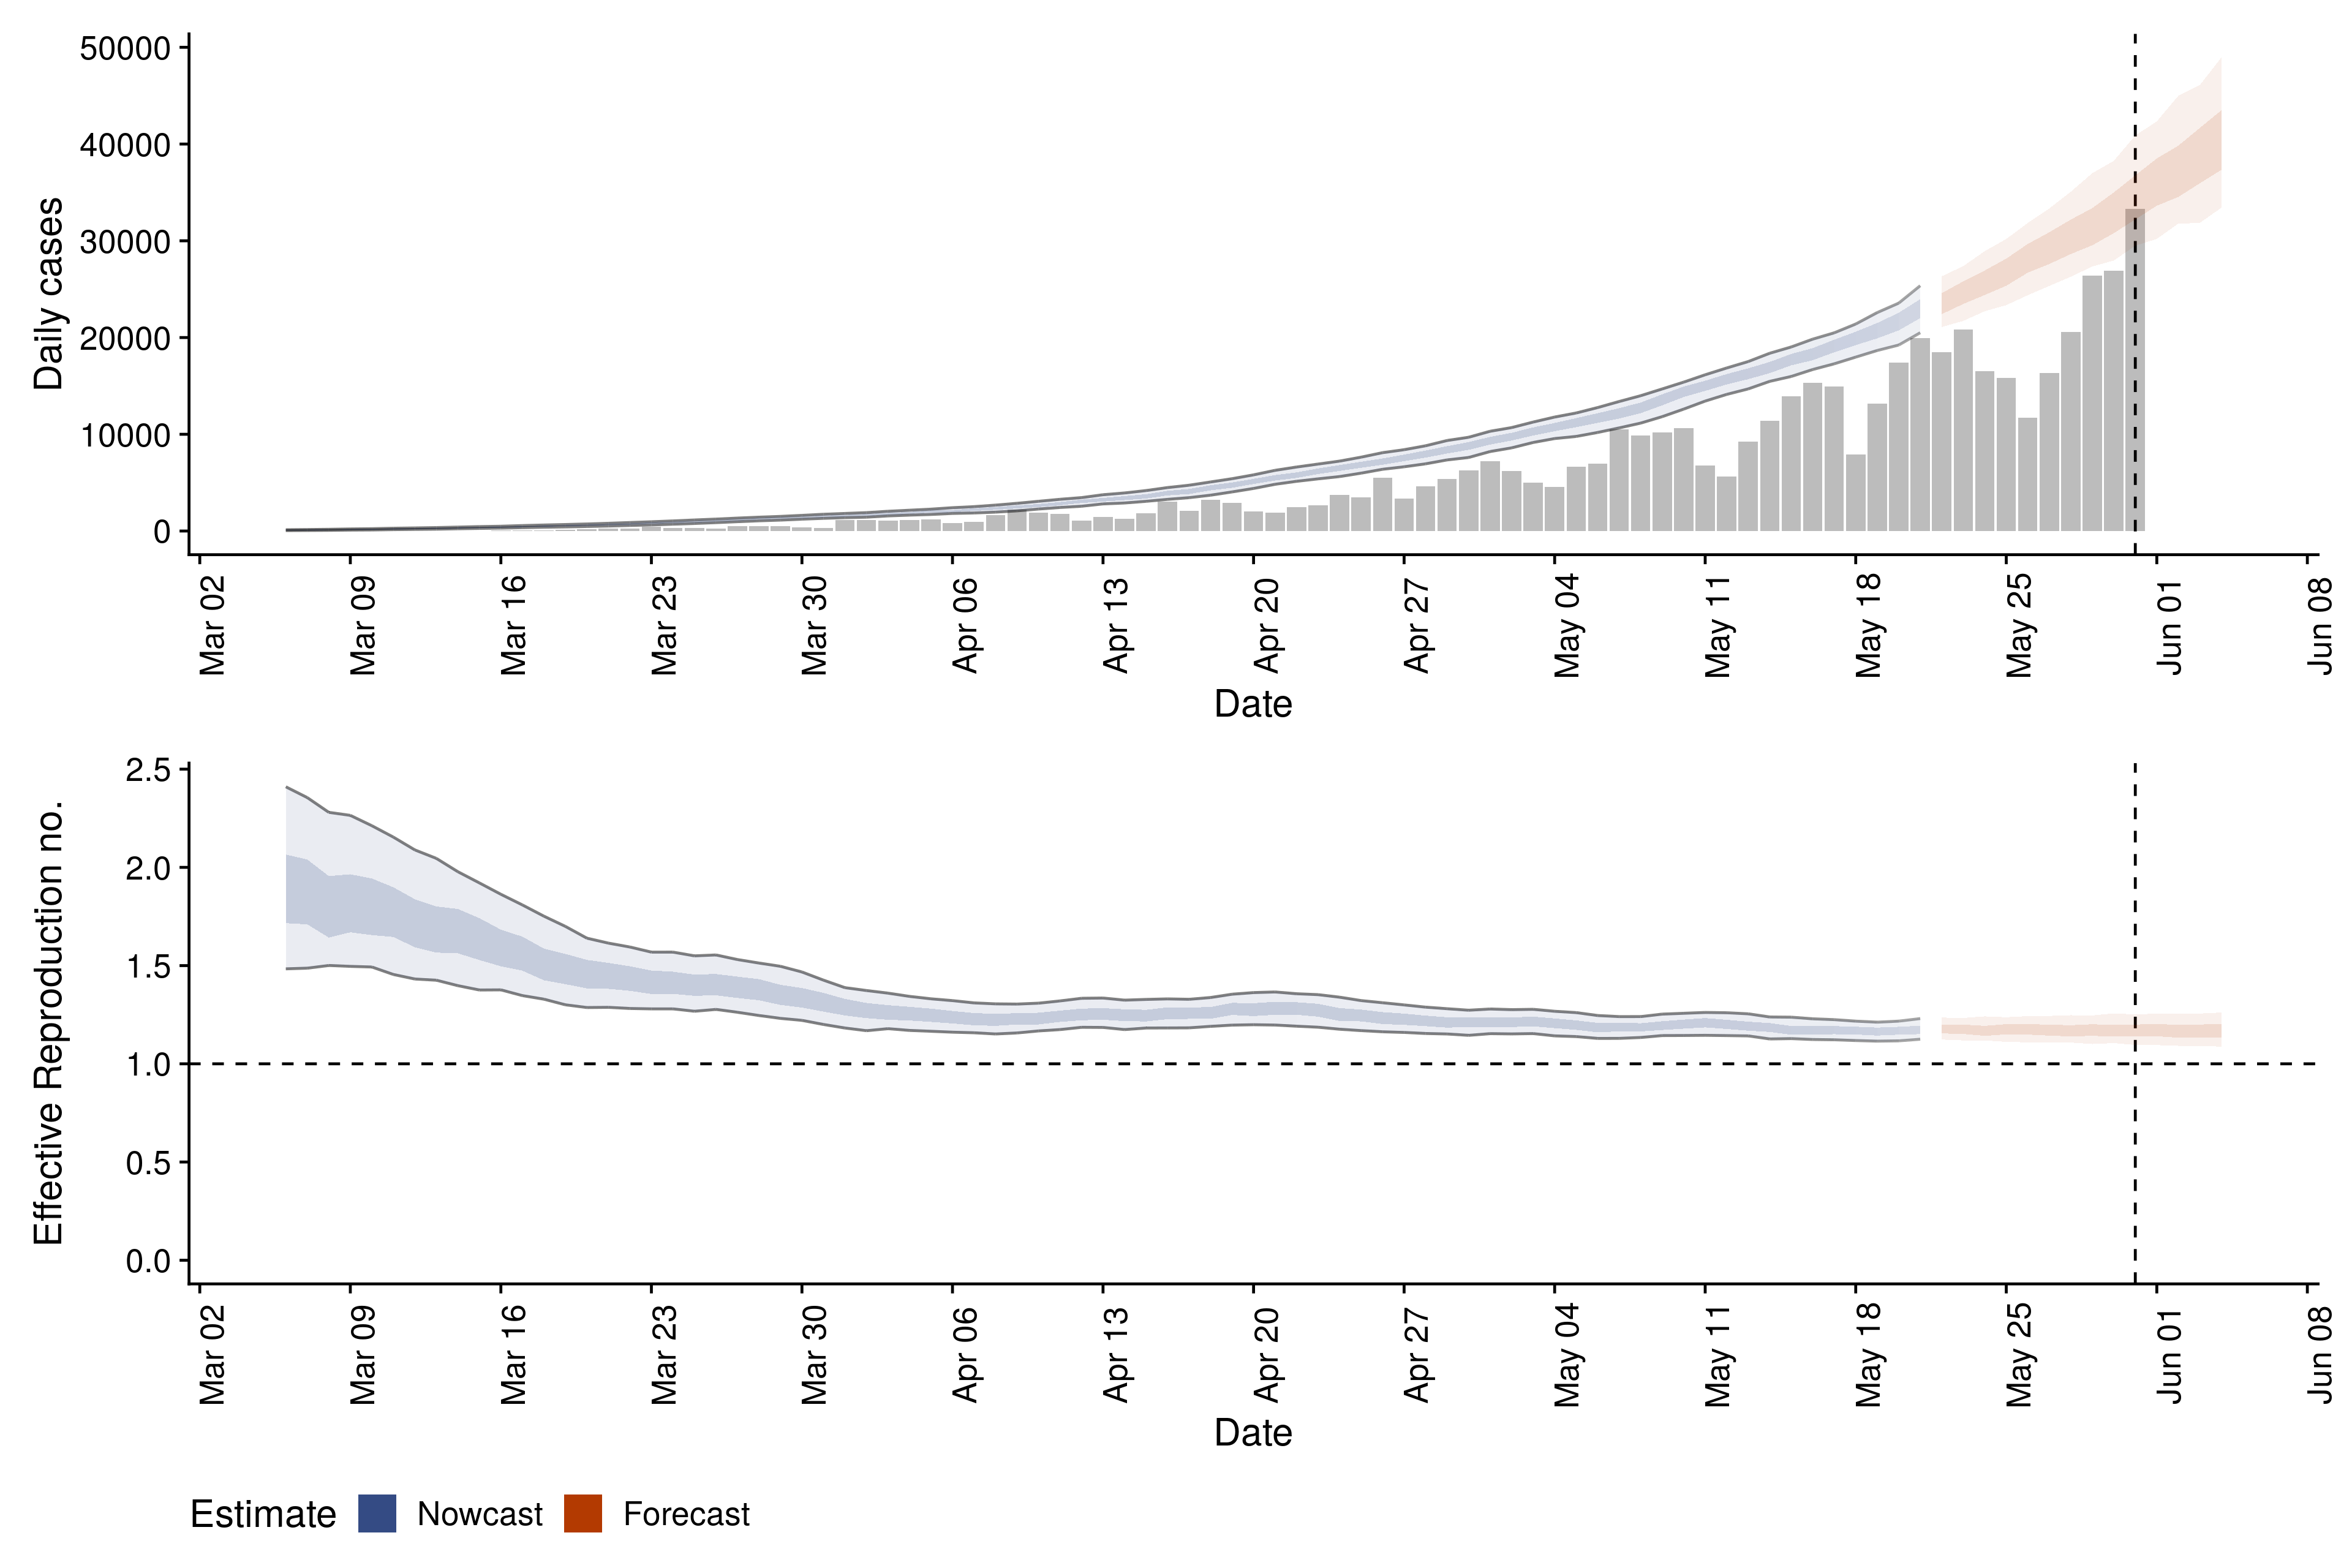 50000
40000
30000
20000
10000
0
Daily cases
Mar 02 Mar 09 Mar 16 Mar 23 Mar 30 Apr 06 Apr 13 Apr 20 Apr 27 May 04 May 11 May 18 May 25 Jun 01 Jun 08
Date
2.5
2.0
1.5
1.0
0.5
0.0
Effective Reproduction no.
Mar 02 Mar 09 Mar 16 Mar 23 Mar 30 Apr 06 Apr 13 Apr 20 Apr 27 May 04 May 11 May 18 May 25 Jun 01 Jun 08
Date
Estimate Nowcast Forecast